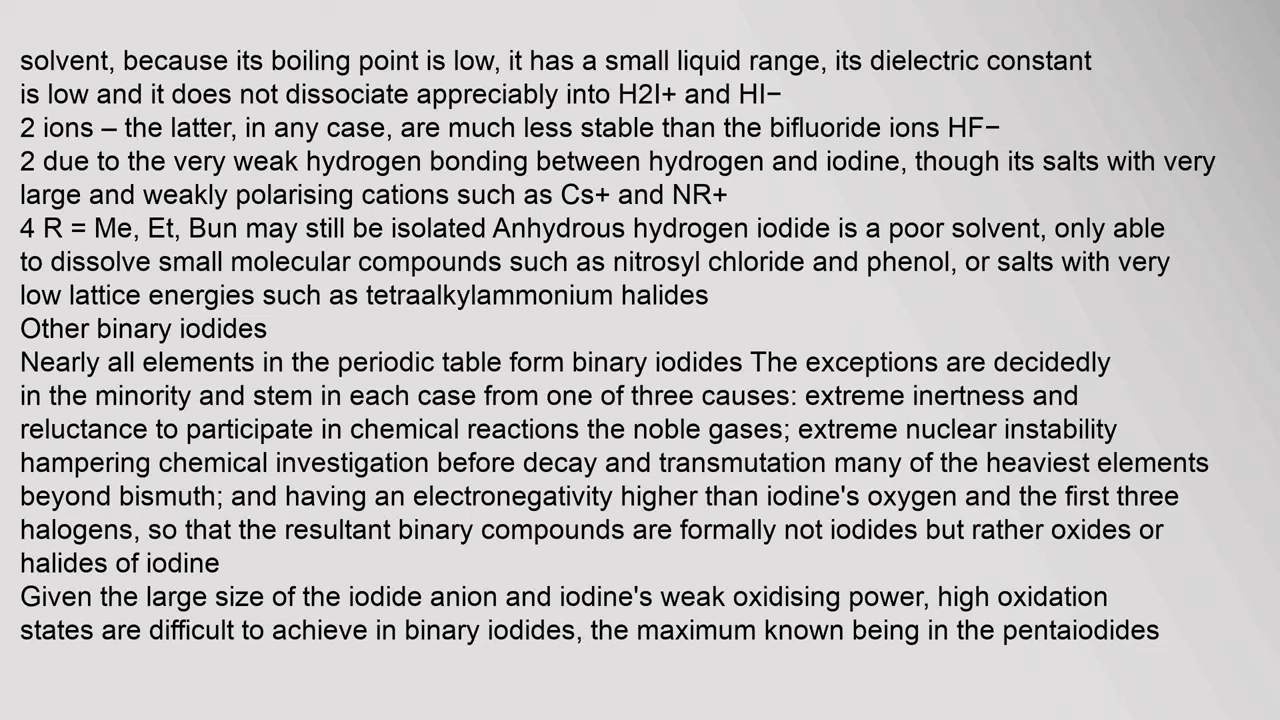 solvent, because its boiling point is low, it has a small liquid range, its dielectric constant
is low and it does not dissociate appreciably into H2I+ and HI−
2 ions – the latter, in any case, are much less stable than the bifluoride ions HF−
2 due to the very weak hydrogen bonding between hydrogen and iodine, though its salts with very
large and weakly polarising cations such as Cs+ and NR+
4 R = Me, Et, Bun may still be isolated Anhydrous hydrogen iodide is a poor solvent, only able
to dissolve small molecular compounds such as nitrosyl chloride and phenol, or salts with very
low lattice energies such as tetraalkylammonium halides
Other binary iodides
Nearly all elements in the periodic table form binary iodides The exceptions are decidedly
in the minority and stem in each case from one of three causes: extreme inertness and
reluctance to participate in chemical reactions the noble gases; extreme nuclear instability
hampering chemical investigation before decay and transmutation many of the heaviest elements
beyond bismuth; and having an electronegativity higher than iodine's oxygen and the first three
halogens, so that the resultant binary compounds are formally not iodides but rather oxides or
halides of iodine
Given the large size of the iodide anion and iodine's weak oxidising power, high oxidation
states are difficult to achieve in binary iodides, the maximum known being in the pentaiodides